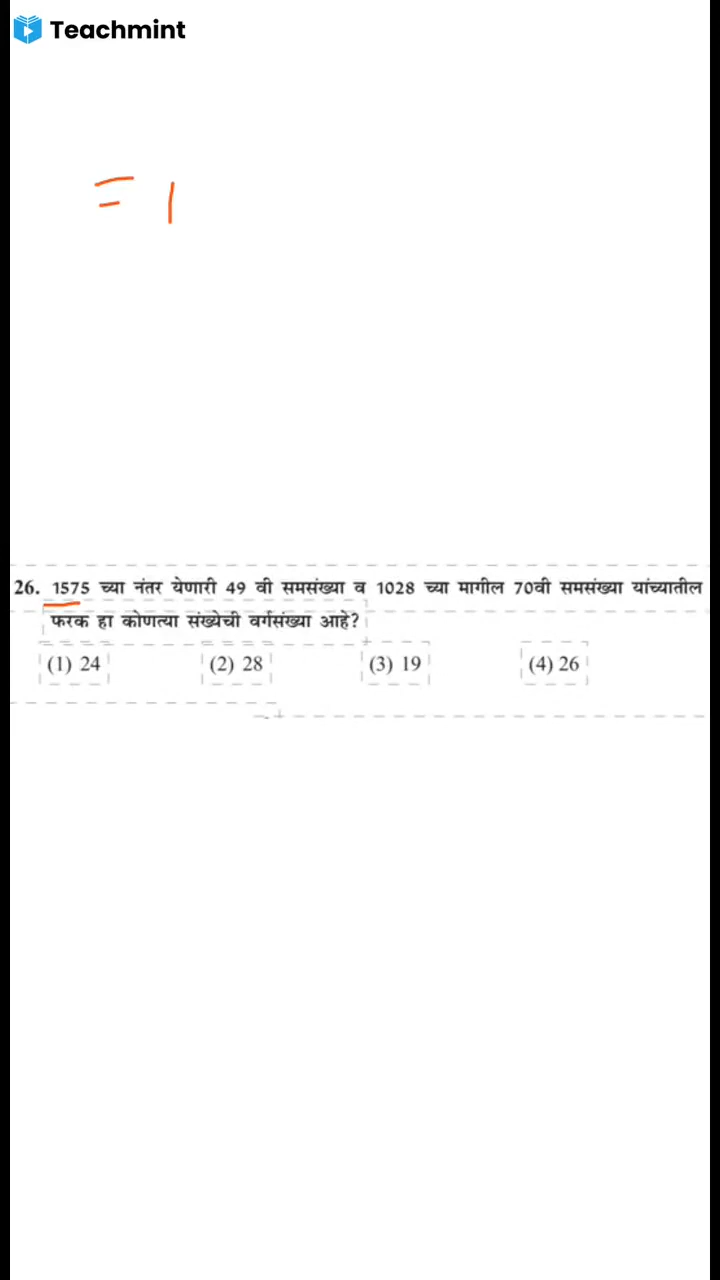 Teachmint
= 1
26. 1575 च्या नंतर येणारी 49 वी समसंख्या व 1028 च्या मागील 70वी समसंख्या यांच्यातील
फरक हा कोणत्या संख्येची वर्गसंख्या आहे?
(1) 24 (2) 28 (3) 19 (4) 26